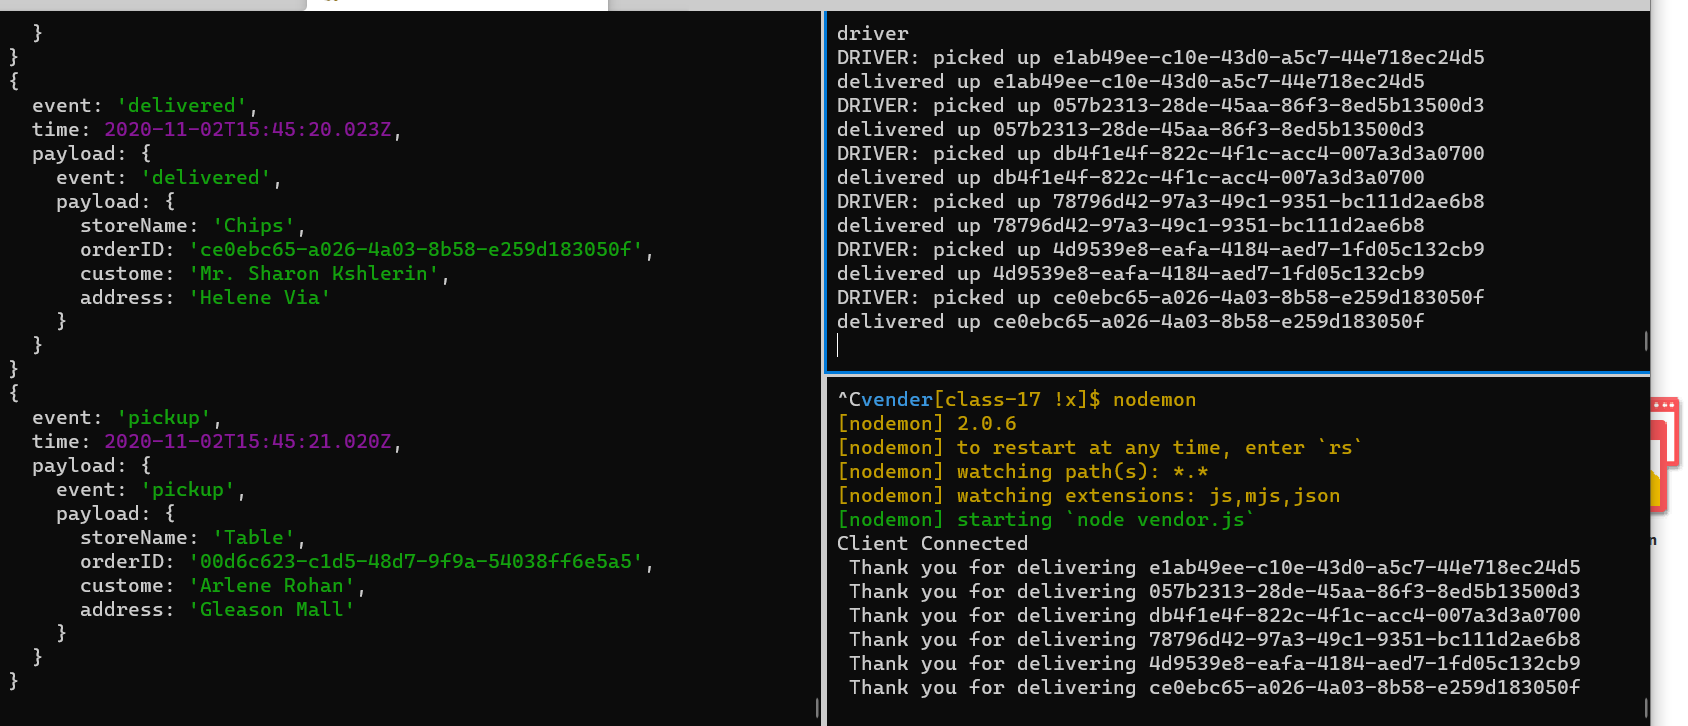 }
}
{
  event: 'delivered',
  time: 2020-11-02T15:45:20.023Z,
  payload: {
    event: 'delivered',
    payload: {
      storeName: 'Chips',
      orderID: 'ce0ebc65-a026-4a03-8b58-e259d183050f',
      custome: 'Mr. Sharon Kshlerin',
      address: 'Helene Via'
    }
  }
}
{
  event: 'pickup',
  time: 2020-11-02T15:45:21.020Z,
  payload: {
    event: 'pickup',
    payload: {
      storeName: 'Table',
      orderID: '00d6c623-c1d5-48d7-9f9a-54038ff6e5a5',
      custome: 'Arlene Rohan',
      address: 'Gleason Mall'
    }
  }
}
driver
DRIVER: picked up e1ab49ee-c10e-43d0-a5c7-44e718ec24d5
delivered up e1ab49ee-c10e-43d0-a5c7-44e718ec24d5
DRIVER: picked up 057b2313-28de-45aa-86f3-8ed5b13500d3
delivered up 057b2313-28de-45aa-86f3-8ed5b13500d3
DRIVER: picked up db4f1e4f-822c-4f1c-acc4-007a3d3a0700
delivered up db4f1e4f-822c-4f1c-acc4-007a3d3a0700
DRIVER: picked up 78796d42-97a3-49c1-9351-bc111d2ae6b8
delivered up 78796d42-97a3-49c1-9351-bc111d2ae6b8
DRIVER: picked up 4d9539e8-eafa-4184-aed7-1fd05c132cb9
delivered up 4d9539e8-eafa-4184-aed7-1fd05c132cb9
DRIVER: picked up ce0ebc65-a026-4a03-8b58-e259d183050f
delivered up ce0ebc65-a026-4a03-8b58-e259d183050f
^Cvender[class-17 !x]$ nodemon
[nodemon] 2.0.6
[nodemon] to restart at any time, enter `rs`
[nodemon] watching path(s): *.*
[nodemon] watching extensions: js,mjs,json
[nodemon] starting `node vendor.js`
Client Connected
 Thank you for delivering e1ab49ee-c10e-43d0-a5c7-44e718ec24d5
 Thank you for delivering 057b2313-28de-45aa-86f3-8ed5b13500d3
 Thank you for delivering db4f1e4f-822c-4f1c-acc4-007a3d3a0700
 Thank you for delivering 78796d42-97a3-49c1-9351-bc111d2ae6b8
 Thank you for delivering 4d9539e8-eafa-4184-aed7-1fd05c132cb9
 Thank you for delivering ce0ebc65-a026-4a03-8b58-e259d183050f